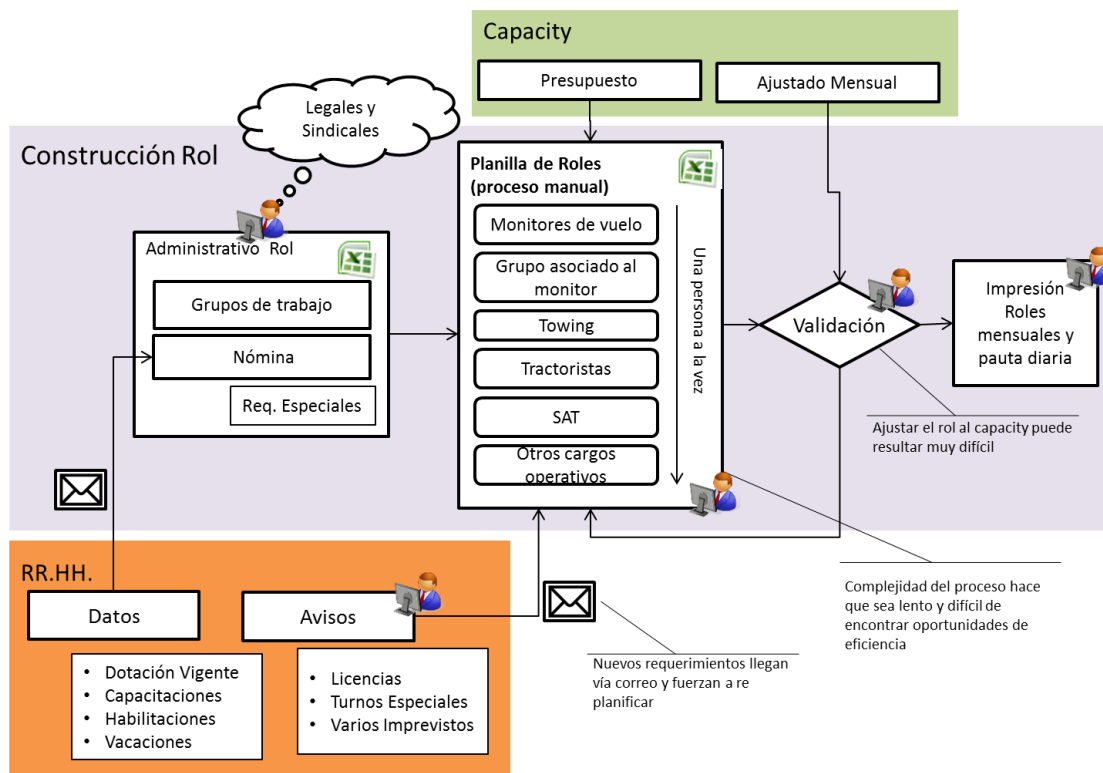 Capacity
Presupuesto
Ajustado Mensual
Legales y
Sindicales
Construcción Rol
Planilla de Roles
(proceso manual)
Monitores de vuelo
Grupo asociado al
monitor
Towing
Tractoristas
SAT
Otros cargos
operativos
Una persona a la vez
Administrativo Rol
Grupos de trabajo
Nómina
Req. Especiales
Validación
Impresión
Roles
mensuales y
pauta diaria
Ajustar el rol al capacity puede
resultar muy difícil
RR.HH.
Datos
Avisos
• Dotación Vigente
• Capacitaciones
• Habilitaciones
• Vacaciones
• Licencias
• Turnos Especiales
• Varios Imprevistos
Complejidad del proceso hace
que sea lento y difícil de
encontrar oportunidades de
eficiencia
Nuevos requerimientos llegan
vía correo y fuerzan a re
planificar